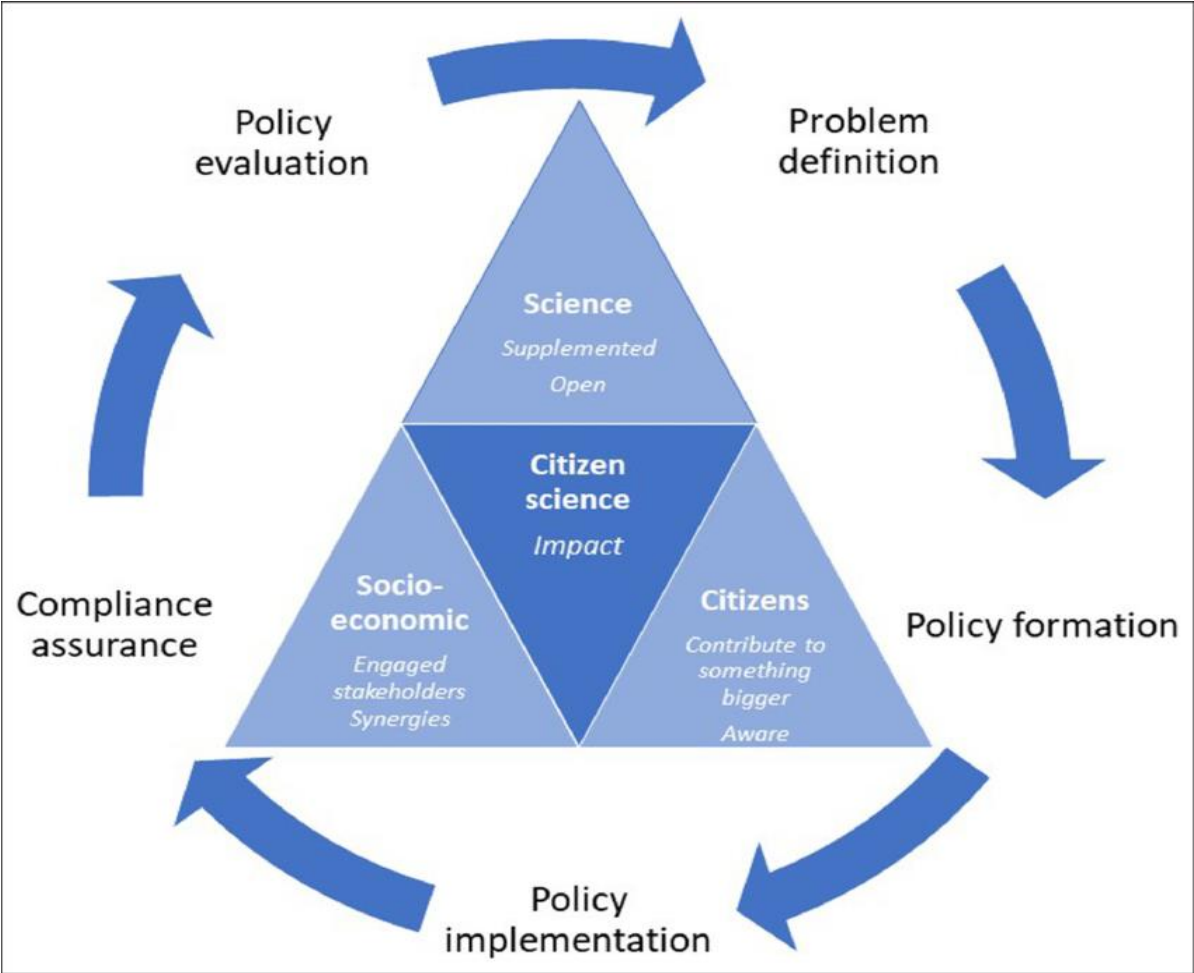 Policy
evaluation
Problem
definition
Science
Supplemented
Open
Citizen
science
Impact
Socio-
economic
Engaged
stakeholders
Synergies
Citizens
Contribute to
something
bigger
Aware
Compliance
assurance
Policy formation
Policy
implementation